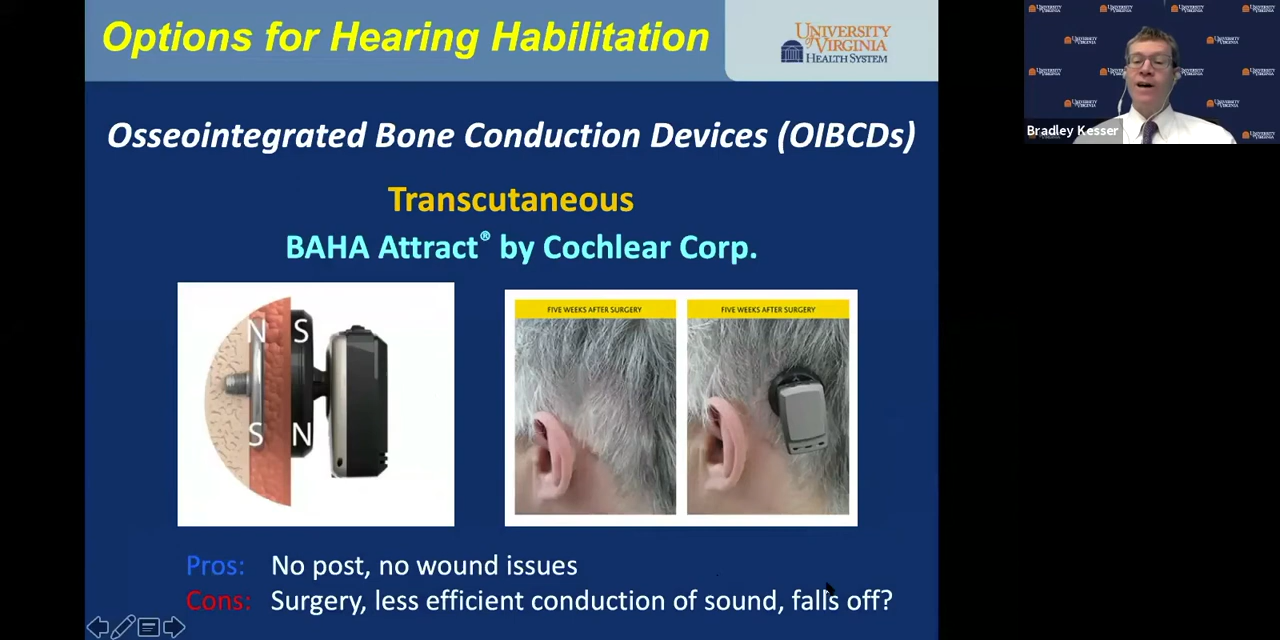 Options for Hearing Habilitation
UNIVERSITY
of VIRGINIA
HEALTH SYSTEM
Osseointegrated Bone Conduction Devices (OIBCDs)
Transcutaneous
BAHA Attract® by Cochlear Corp.
N S
S N
FIVE WEEKS AFTER SURGERY
FIVE WEEKS AFTER SURGERY
Pros: No post, no wound issues
Cons: Surgery, less efficient conduction of sound, falls off?
Bradley Kesser